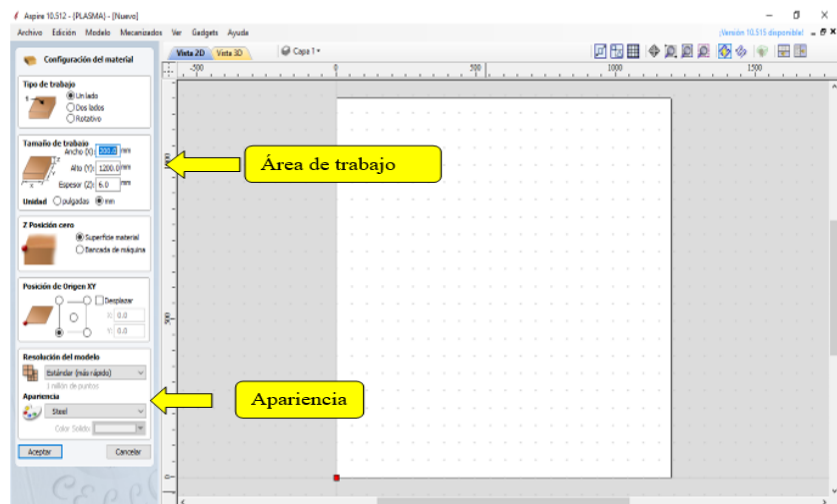 Aspire 10.512 - {PLASMA} - [Nuevo]
Archivo Edición Modelo Mecanizados Ver Gadgets Ayuda
¡Versión 10.515 disponible!
Configuración del material
Vista 2D Vista 3D
Capa 1
-500 0 500 1000 1500
Tipo de trabajo
Un lado
Dos lados
Rotativo
Tamaño de trabajo
Ancho (X): mm
Alto (Y): 1200.0 mm
Espesor (Z): 6.0 mm
Unidad pulgadas mm
Área de trabajo
Z Posición cero
Superficie material
Bancada de máquina
Posición de Origen XY
Desplazar
X: 0.0
Y: 0.0
500
Resolución del modelo
Estándar (más rápido)
1 millón de puntos
Apariencia
Steel
Color Solido:
Apariencia
Aceptar Cancelar
0